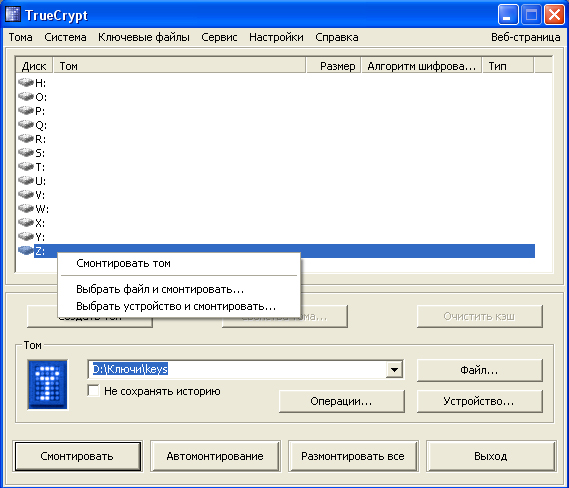 TrueCrypt
Тома Система Ключевые файлы Сервис Настройки Справка Веб-страница
Диск Том Размер Алгоритм шифрова... Тип
H:
O:
P:
Q:
R:
S:
T:
U:
V:
W:
X:
Y:
Z:
Смонтировать том
Выбрать файл и смонтировать...
Выбрать устройство и смонтировать...
Очистить кэш
Том
D:\Ключи\keys
Файл...
Не сохранять историю
Операции... Устройство...
Смонтировать Автомонтирование Размонтировать все Выход